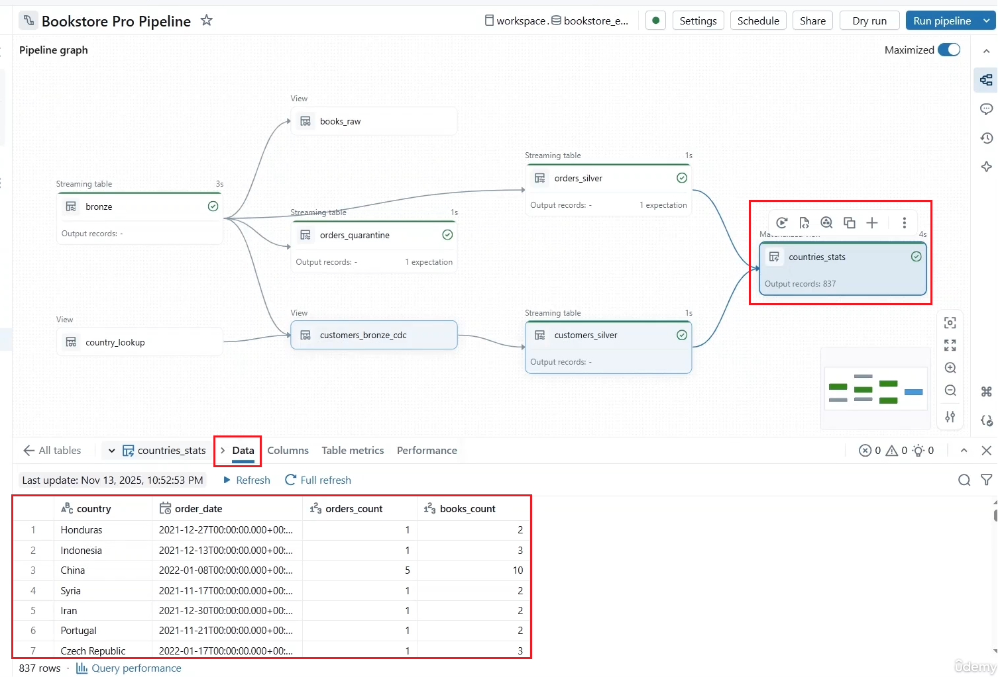 Bookstore Pro Pipeline
workspace . bookstore_e...
Settings
Schedule
Share
Dry run
Run pipeline
Pipeline graph
Maximized
View
books_raw
Streaming table 1s
orders_silver
Output records: - 1 expectation
Streaming table 3s
bronze
Output records: -
Streaming table 1s
orders_quarantine
Output records: - 1 expectation
4s
countries_stats
Output records: 837
View
country_lookup
View
customers_bronze_cdc
Streaming table 1s
customers_silver
Output records: -
All tables
countries_stats
Data
Columns
Table metrics
Performance
0 0 0
Last update: Nov 13, 2025, 10:52:53 PM
Refresh
Full refresh
country order_date orders_count books_count
1 Honduras 2021-12-27T00:00:00.000+00:... 1 2
2 Indonesia 2021-12-13T00:00:00.000+00:... 1 3
3 China 2022-01-08T00:00:00.000+00:... 5 10
4 Syria 2021-11-17T00:00:00.000+00:... 1 2
5 Iran 2021-12-30T00:00:00.000+00:... 1 2
6 Portugal 2021-11-21T00:00:00.000+00:... 1 2
7 Czech Republic 2022-01-17T00:00:00.000+00:... 1 3
837 rows · Query performance
ûdemy